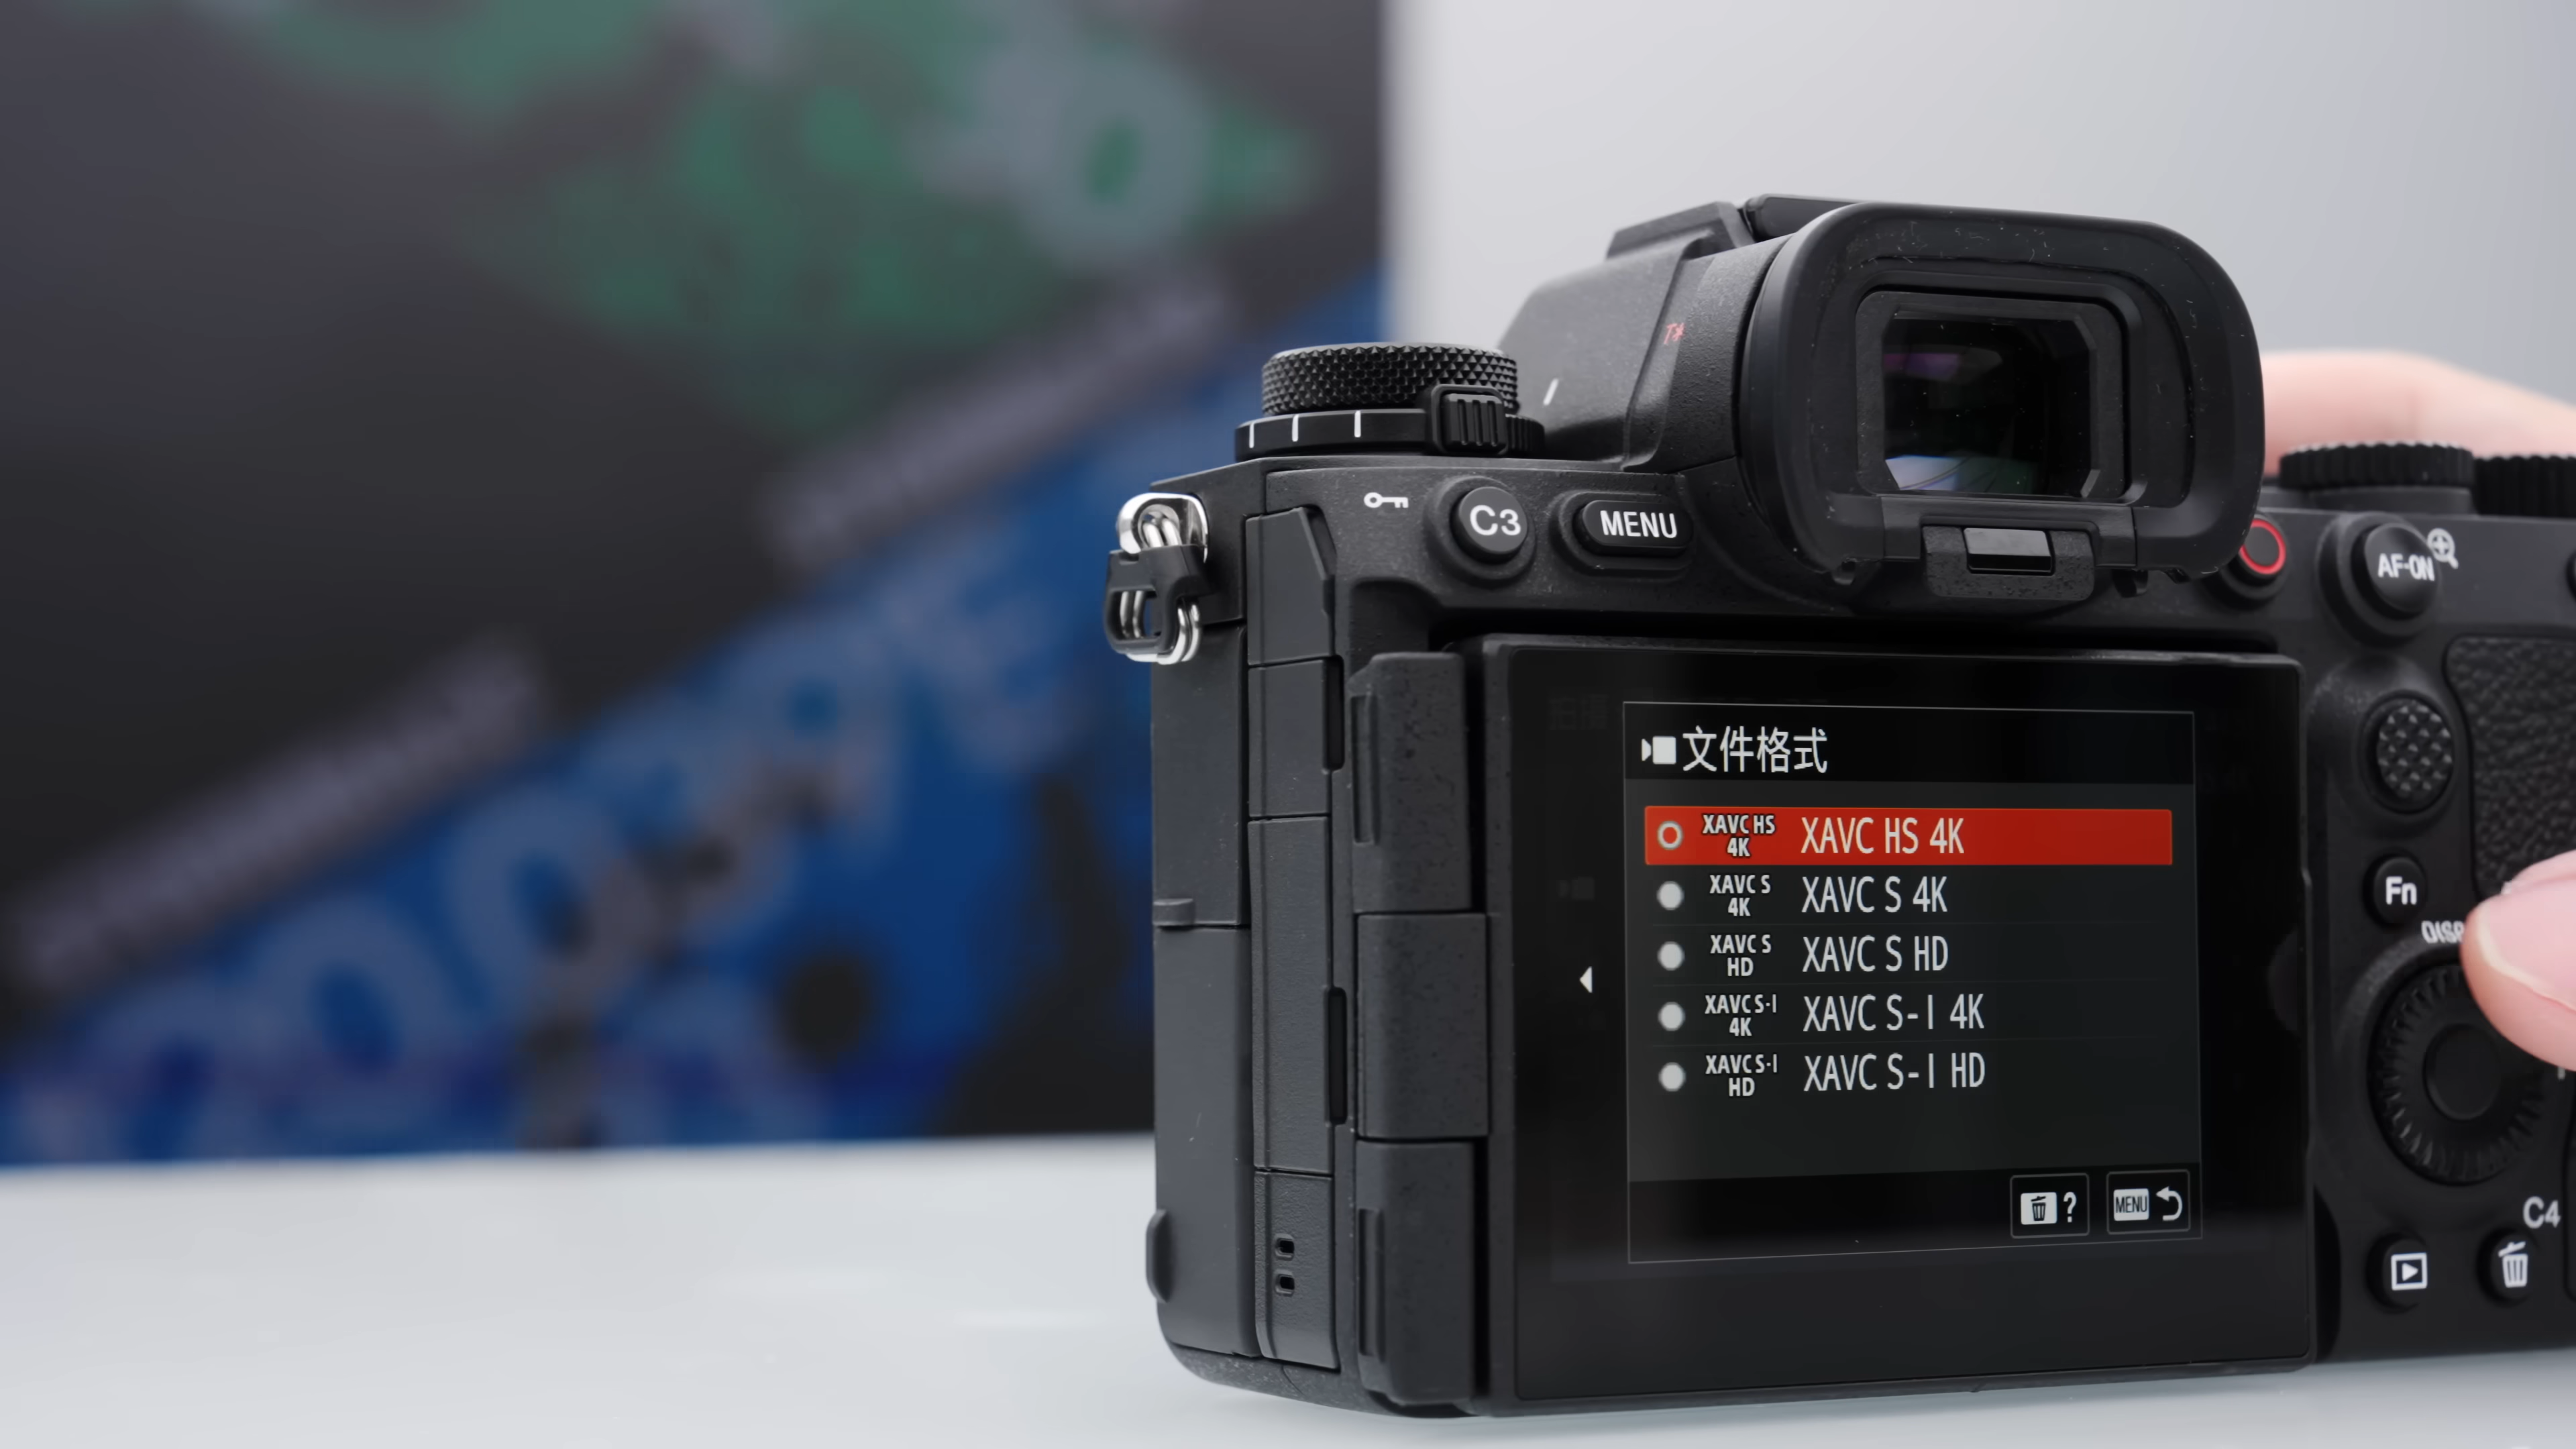 T*
C3
MENU
AF-ON
文件格式
XAVC HS 4K XAVC HS 4K
XAVC S 4K XAVC S 4K
XAVC S HD XAVC S HD
XAVC S-I 4K XAVC S-I 4K
XAVC S-I HD XAVC S-I HD
?
MENU
Fn
DISP
C4